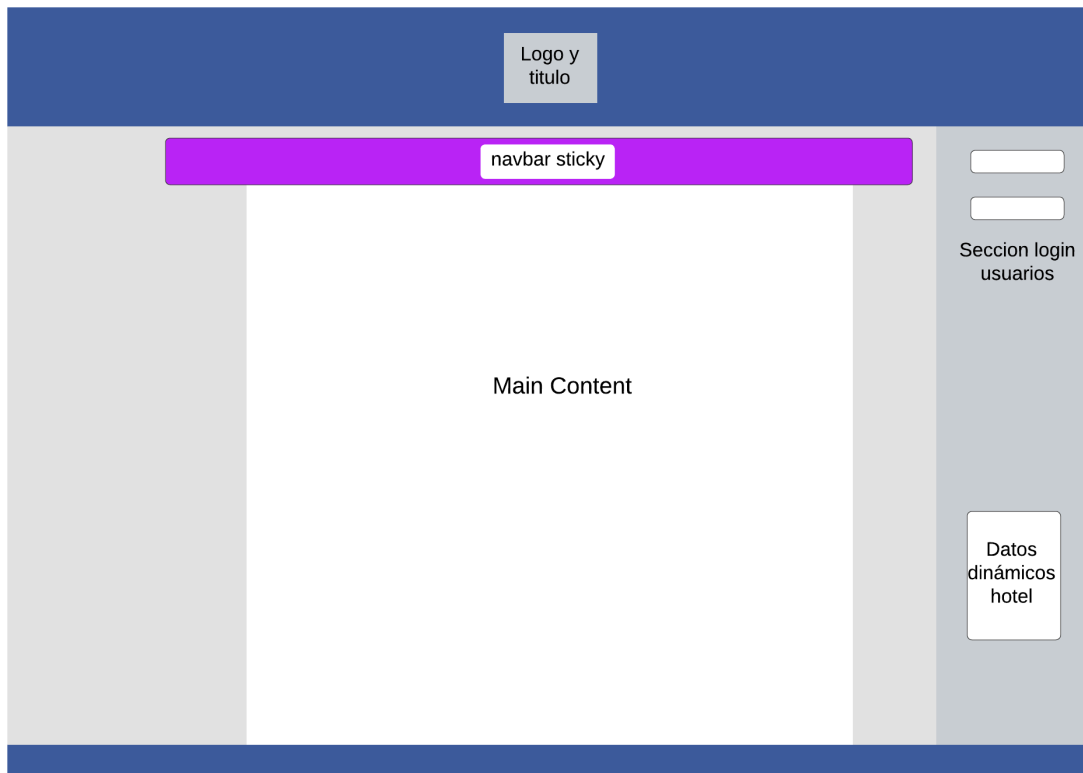 Logo y
titulo
navbar sticky
Seccion login
usuarios
Main Content
Datos
dinámicos
hotel